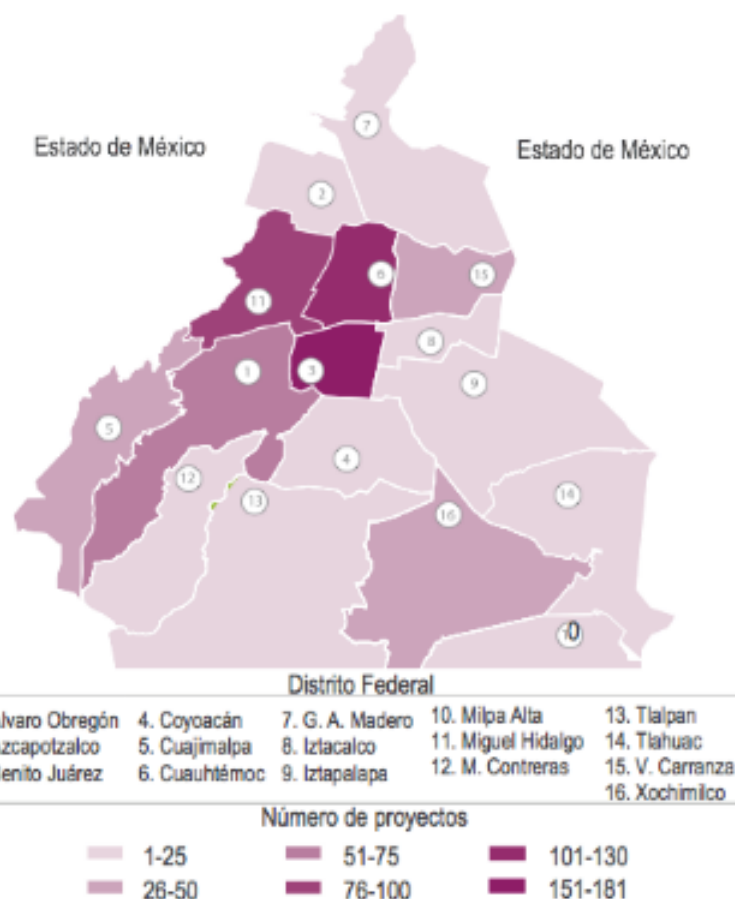 Estado de México
Estado de México
7
2
6
15
11
8
1
3
9
5
4
12
13
14
16
0
Distrito Federal
lvaro Obregón 4. Coyoacán 7. G. A. Madero 10. Milpa Alta 13. Tlalpan
zcapotzalco 5. Cuajimalpa 8. Iztacalco 11. Miguel Hidalgo 14. Tlahuac
enito Juárez 6. Cuauhtémoc 9. Iztapalapa 12. M. Contreras 15. V. Carranza
16. Xochimilco
Número de proyectos
1-25 51-75 101-130
26-50 76-100 151-181